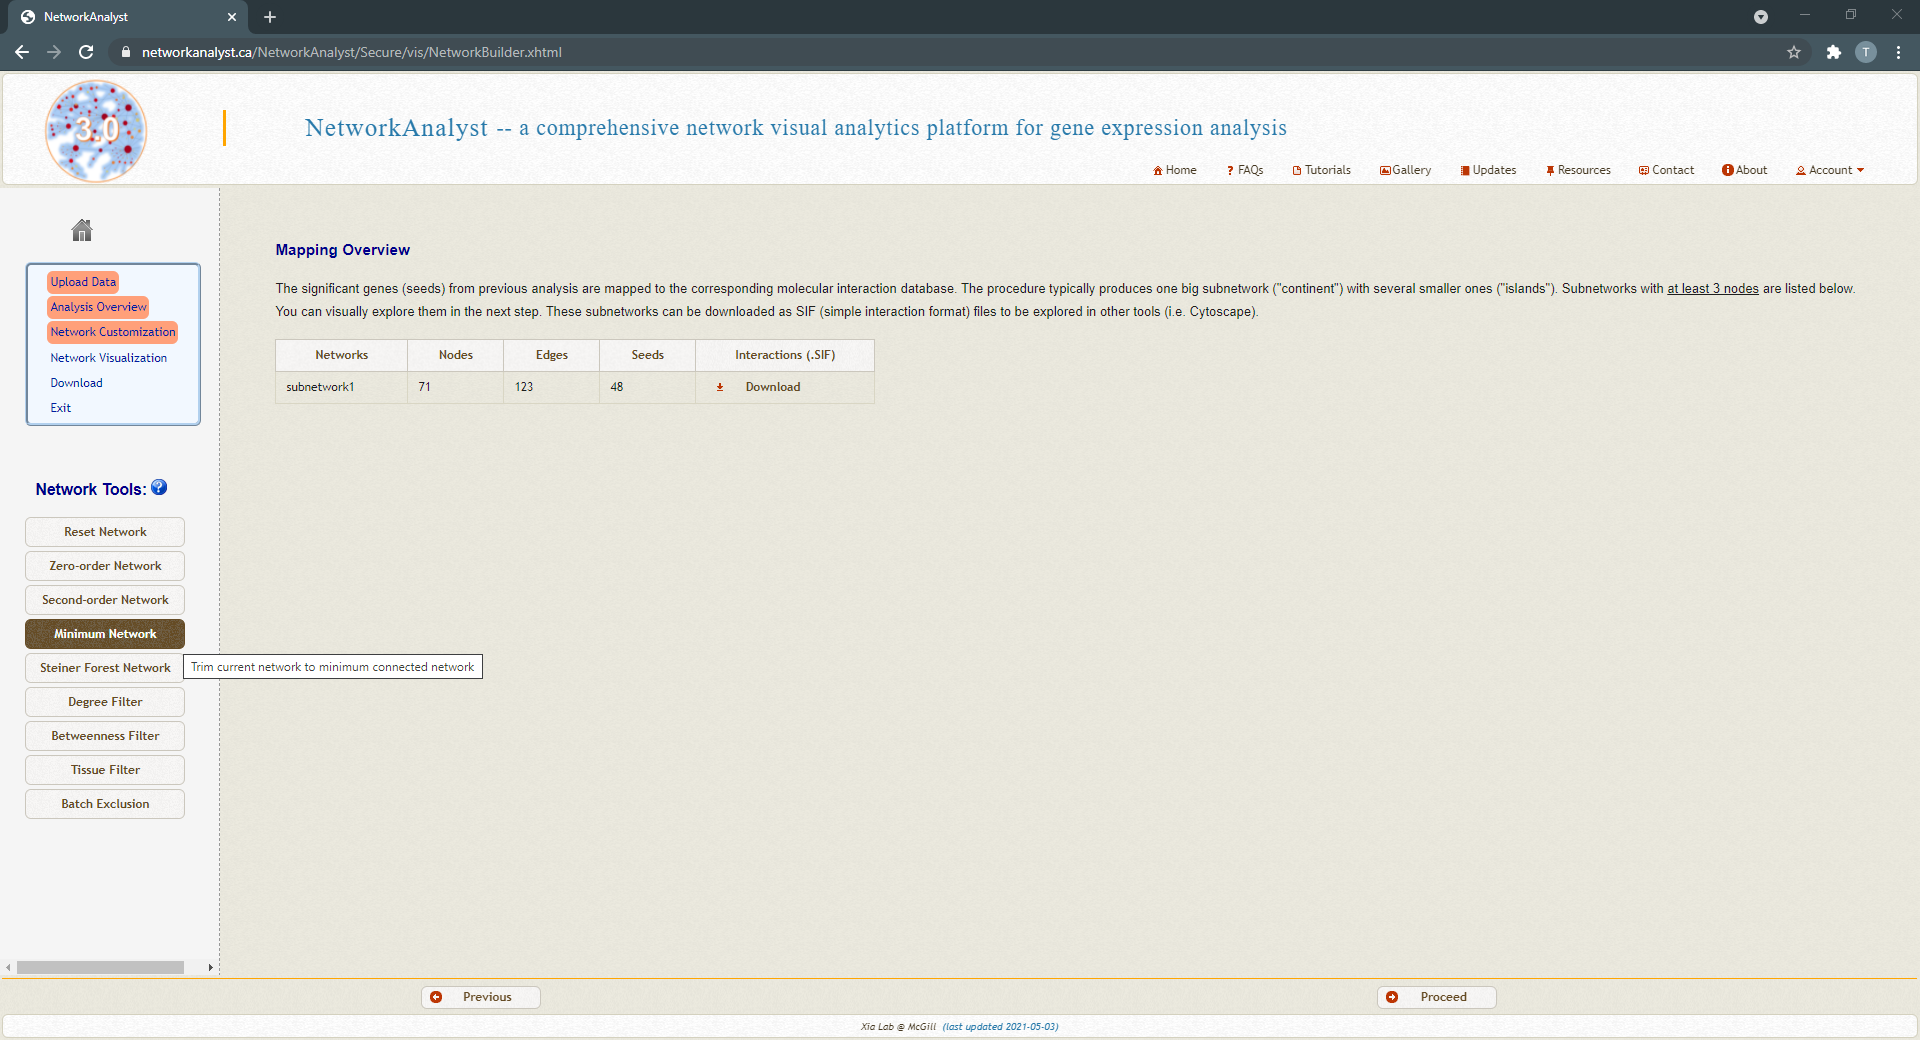 NetworkAnalyst
networkanalyst.ca/NetworkAnalyst/Secure/vis/NetworkBuilder.xhtml
T
3.0
NetworkAnalyst -- a comprehensive network visual analytics platform for gene expression analysis
Home ? FAQs Tutorials Gallery Updates Resources Contact About Account
Upload Data
Analysis Overview
Network Customization
Network Visualization
Download
Exit
Mapping Overview
The significant genes (seeds) from previous analysis are mapped to the corresponding molecular interaction database. The procedure typically produces one big subnetwork ("continent") with several smaller ones ("islands"). Subnetworks with at least 3 nodes are listed below.
You can visually explore them in the next step. These subnetworks can be downloaded as SIF (simple interaction format) files to be explored in other tools (i.e. Cytoscape).
Networks Nodes Edges Seeds Interactions (.SIF)
subnetwork1 71 123 48 Download
Network Tools: ?
Reset Network
Zero-order Network
Second-order Network
Minimum Network
Steiner Forest Network
Trim current network to minimum connected network
Degree Filter
Betweenness Filter
Tissue Filter
Batch Exclusion
Previous Proceed
Xia Lab @ McGill (last updated 2021-05-03)